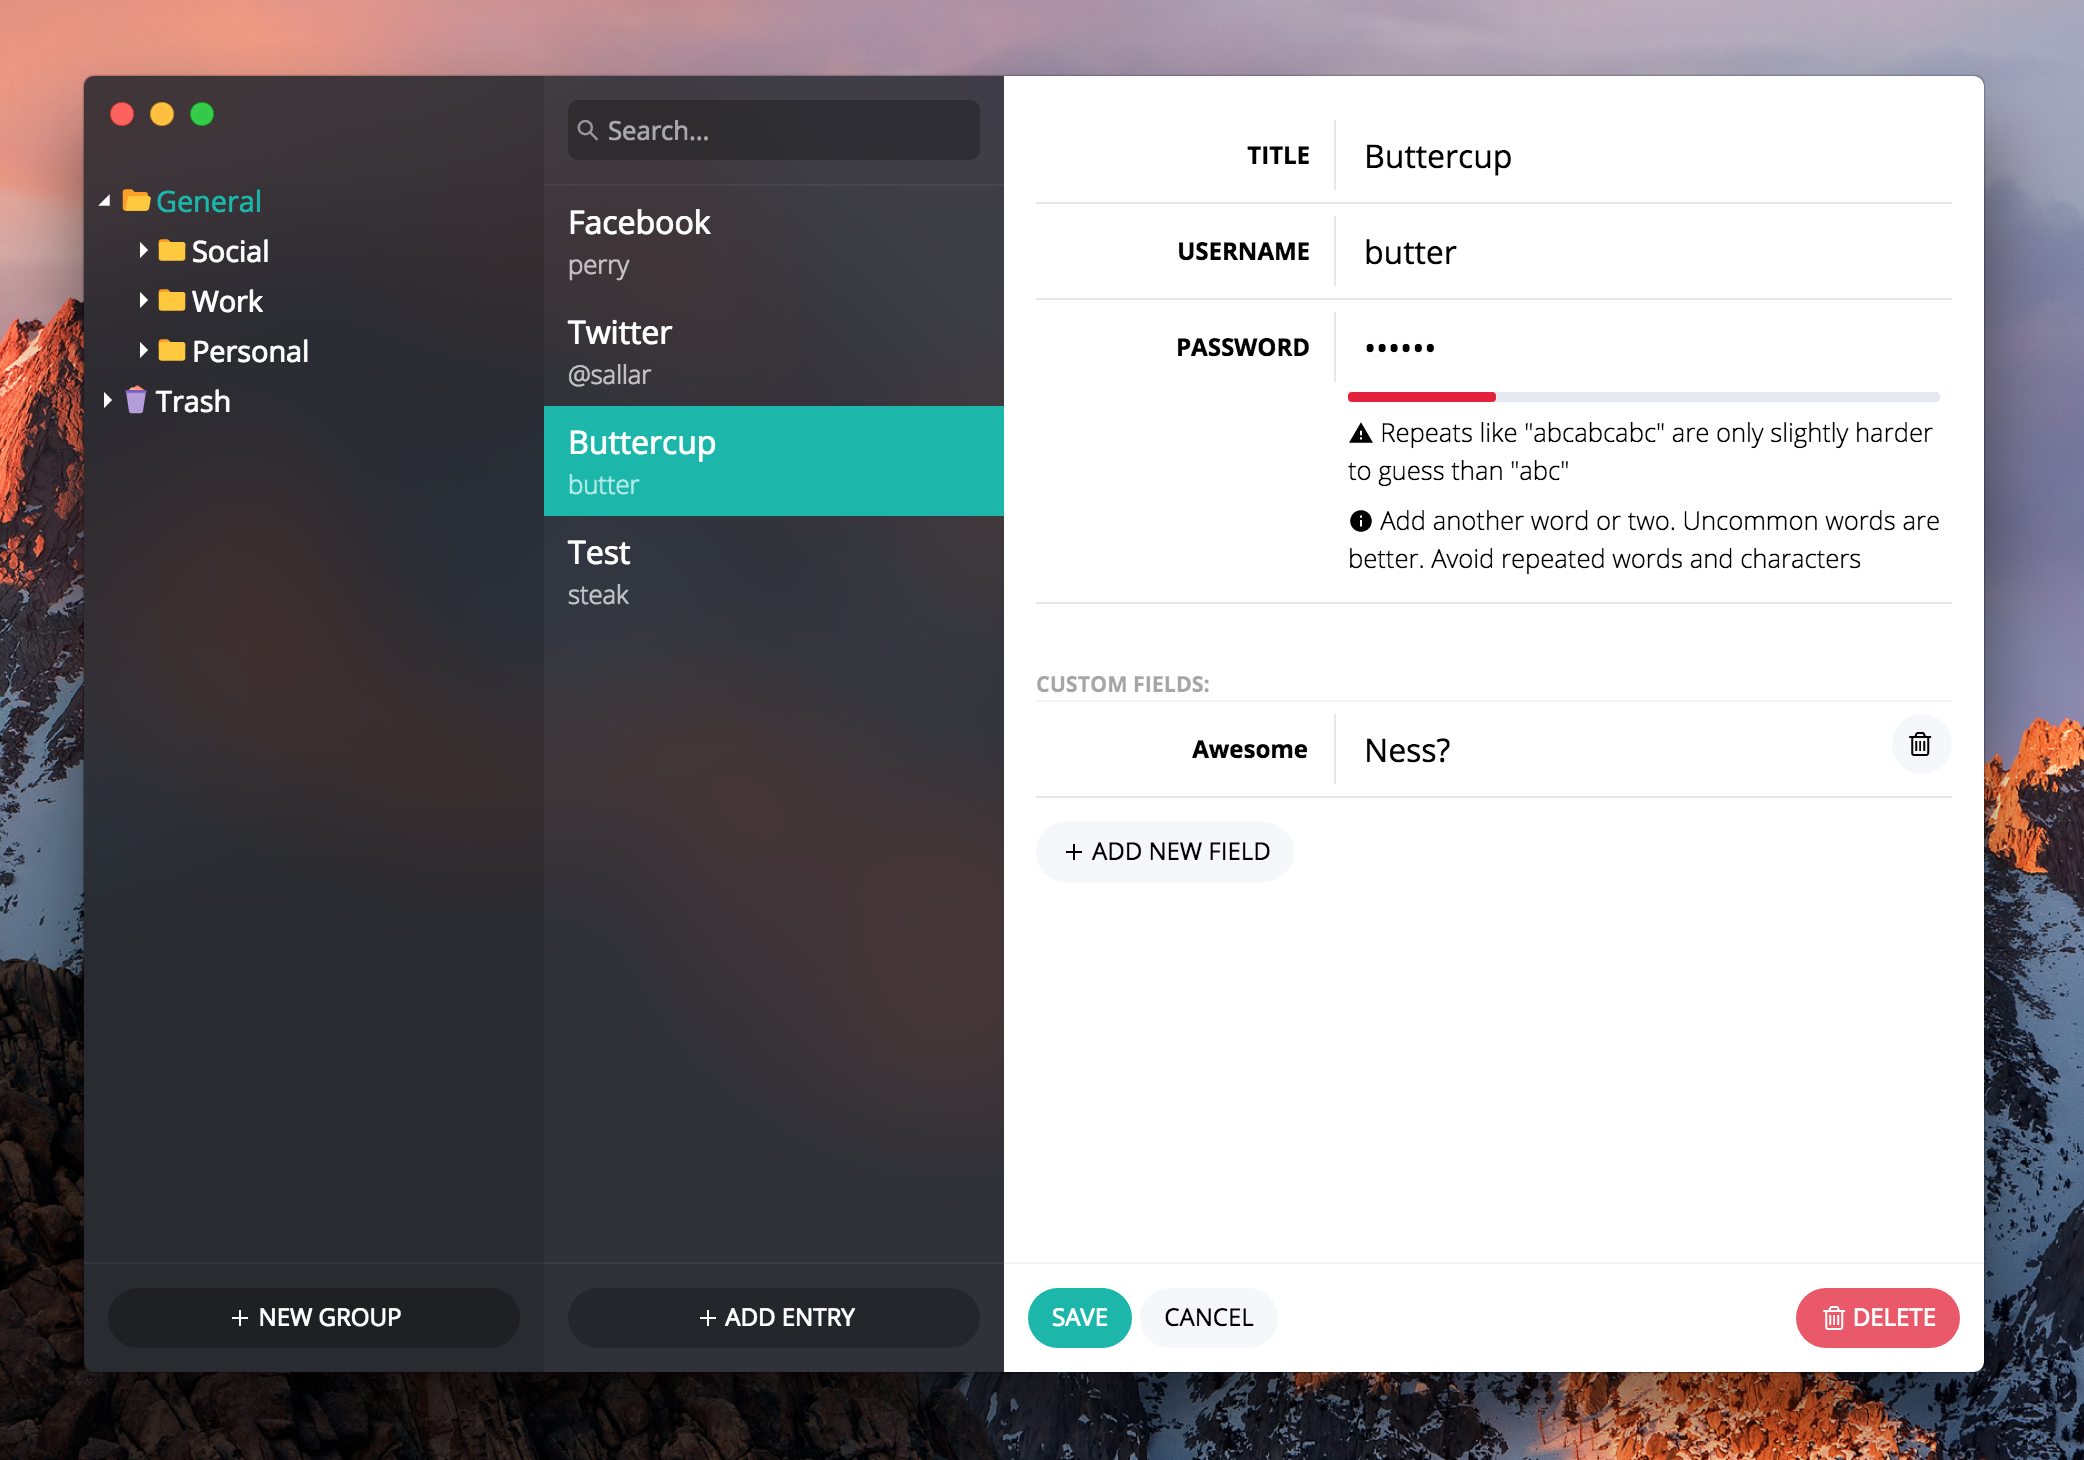 General
Social
Work
Personal
Trash
+ NEW GROUP
Search...
Facebook
perry
Twitter
@sallar
Buttercup
butter
Test
steak
+ ADD ENTRY
TITLE Buttercup
USERNAME butter
PASSWORD ••••••
Repeats like "abcabcabc" are only slightly harder
to guess than "abc"
Add another word or two. Uncommon words are
better. Avoid repeated words and characters
CUSTOM FIELDS:
Awesome Ness?
+ ADD NEW FIELD
SAVE CANCEL DELETE